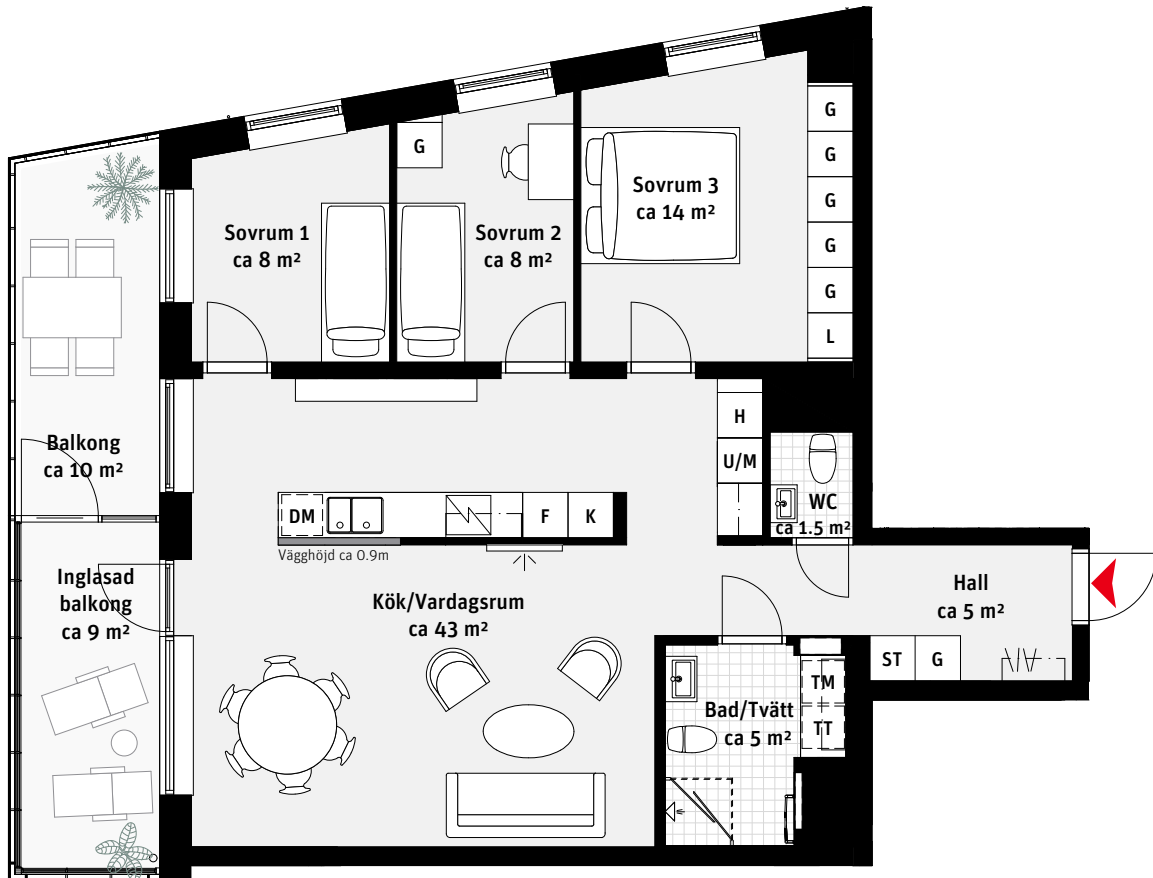 G
G
G
G
G
G
L
Sovrum 3
ca 14 m²
Sovrum 1
ca 8 m²
Sovrum 2
ca 8 m²
Balkong
ca 10 m²
H
U/M
DM
F
K
WC
ca 1.5 m²
Vägghöjd ca 0.9m
Inglasad
balkong
ca 9 m²
Kök/Vardagsrum
ca 43 m²
Hall
ca 5 m²
ST
G
TM
TT
Bad/Tvätt
ca 5 m²